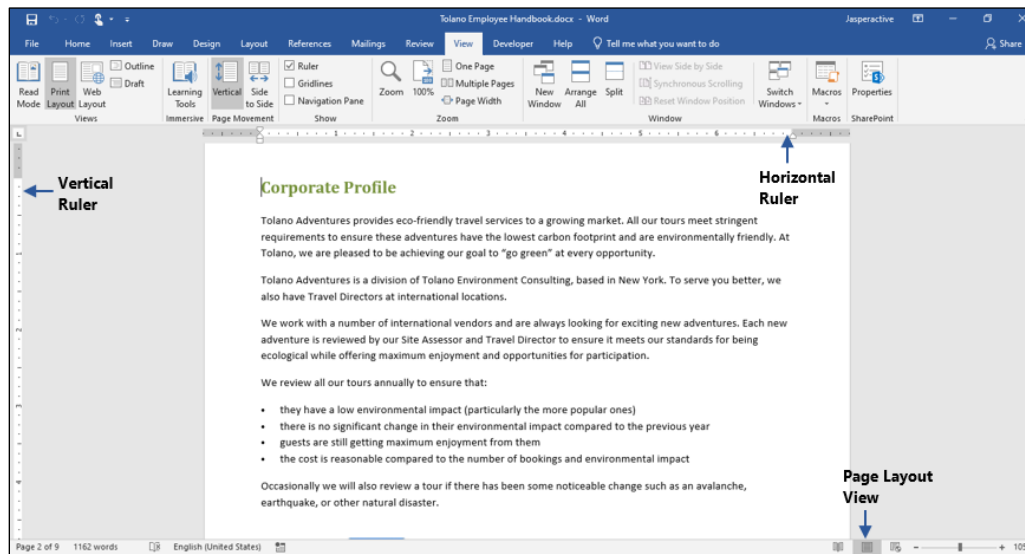 Tolano Employee Handbook.docx - Word Jasperactive
File Home Insert Draw Design Layout References Mailings Review View Developer Help Tell me what you want to do Share
Read Mode
Print Layout
Web Layout
Outline
Draft
Views
Learning Tools
Immersive
Vertical
Side to Side
Page Movement
Ruler
Gridlines
Navigation Pane
Show
Zoom
100%
One Page
Multiple Pages
Page Width
Zoom
New Window
Arrange All
Split
View Side by Side
Synchronous Scrolling
Reset Window Position
Window
Switch Windows
Macros
Macros
Properties
SharePoint
1 2 3 4 5 6
Vertical
Ruler
Horizontal
Ruler
1
2
3
4
Corporate Profile
Tolano Adventures provides eco-friendly travel services to a growing market. All our tours meet stringent
requirements to ensure these adventures have the lowest carbon footprint and are environmentally friendly. At
Tolano, we are pleased to be achieving our goal to “go green” at every opportunity.
Tolano Adventures is a division of Tolano Environment Consulting, based in New York. To serve you better, we
also have Travel Directors at international locations.
We work with a number of international vendors and are always looking for exciting new adventures. Each new
adventure is reviewed by our Site Assessor and Travel Director to ensure it meets our standards for being
ecological while offering maximum enjoyment and opportunities for participation.
We review all our tours annually to ensure that:
• they have a low environmental impact (particularly the more popular ones)
• there is no significant change in their environmental impact compared to the previous year
• guests are still getting maximum enjoyment from them
• the cost is reasonable compared to the number of bookings and environmental impact
Occasionally we will also review a tour if there has been some noticeable change such as an avalanche,
earthquake, or other natural disaster.
Page Layout
View
Page 2 of 9 1162 words English (United States)